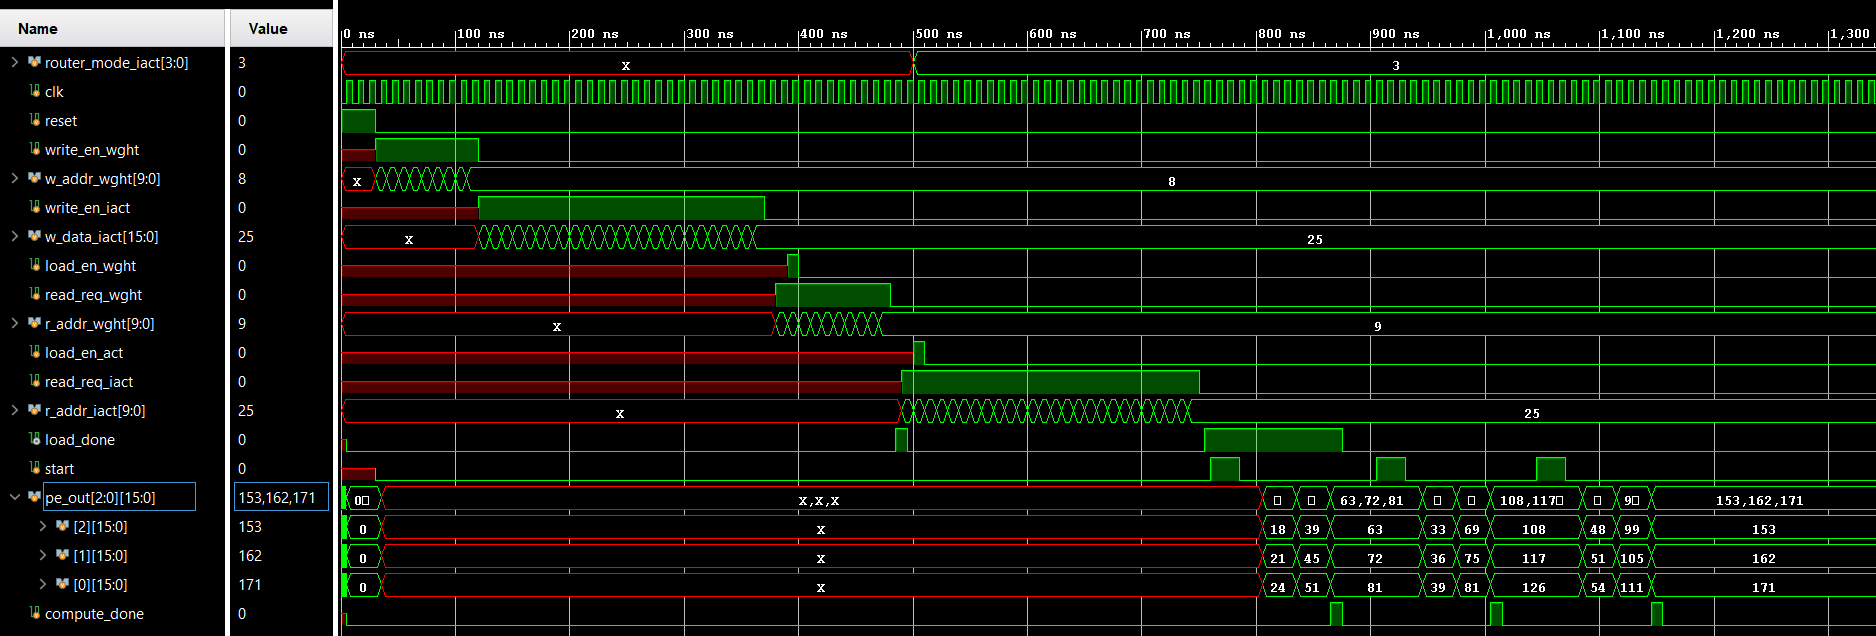 Name Value 0 ns 100 ns 200 ns 300 ns 400 ns 500 ns 600 ns 700 ns 800 ns 900 ns 1,000 ns 1,100 ns 1,200 ns 1,300
router_mode_iact[3:0] 3 X 3
clk 0
reset 0
write_en_wght 0
w_addr_wght[9:0] 8 X 8
write_en_iact 0
w_data_iact[15:0] 25 X 25
load_en_wght 0
read_req_wght 0
r_addr_wght[9:0] 9 X 9
load_en_act 0
read_req_iact 0
r_addr_iact[9:0] 25 X 25
load_done 0
start 0
pe_out[2:0][15:0] 153,162,171 0▯ X,X,X ▯ ▯ 63,72,81 ▯ ▯ 108,117▯ ▯ 9▯ 153,162,171
[2][15:0] 153 0 X 18 39 63 33 69 108 48 99 153
[1][15:0] 162 0 X 21 45 72 36 75 117 51 105 162
[0][15:0] 171 0 X 24 51 81 39 81 126 54 111 171
compute_done 0